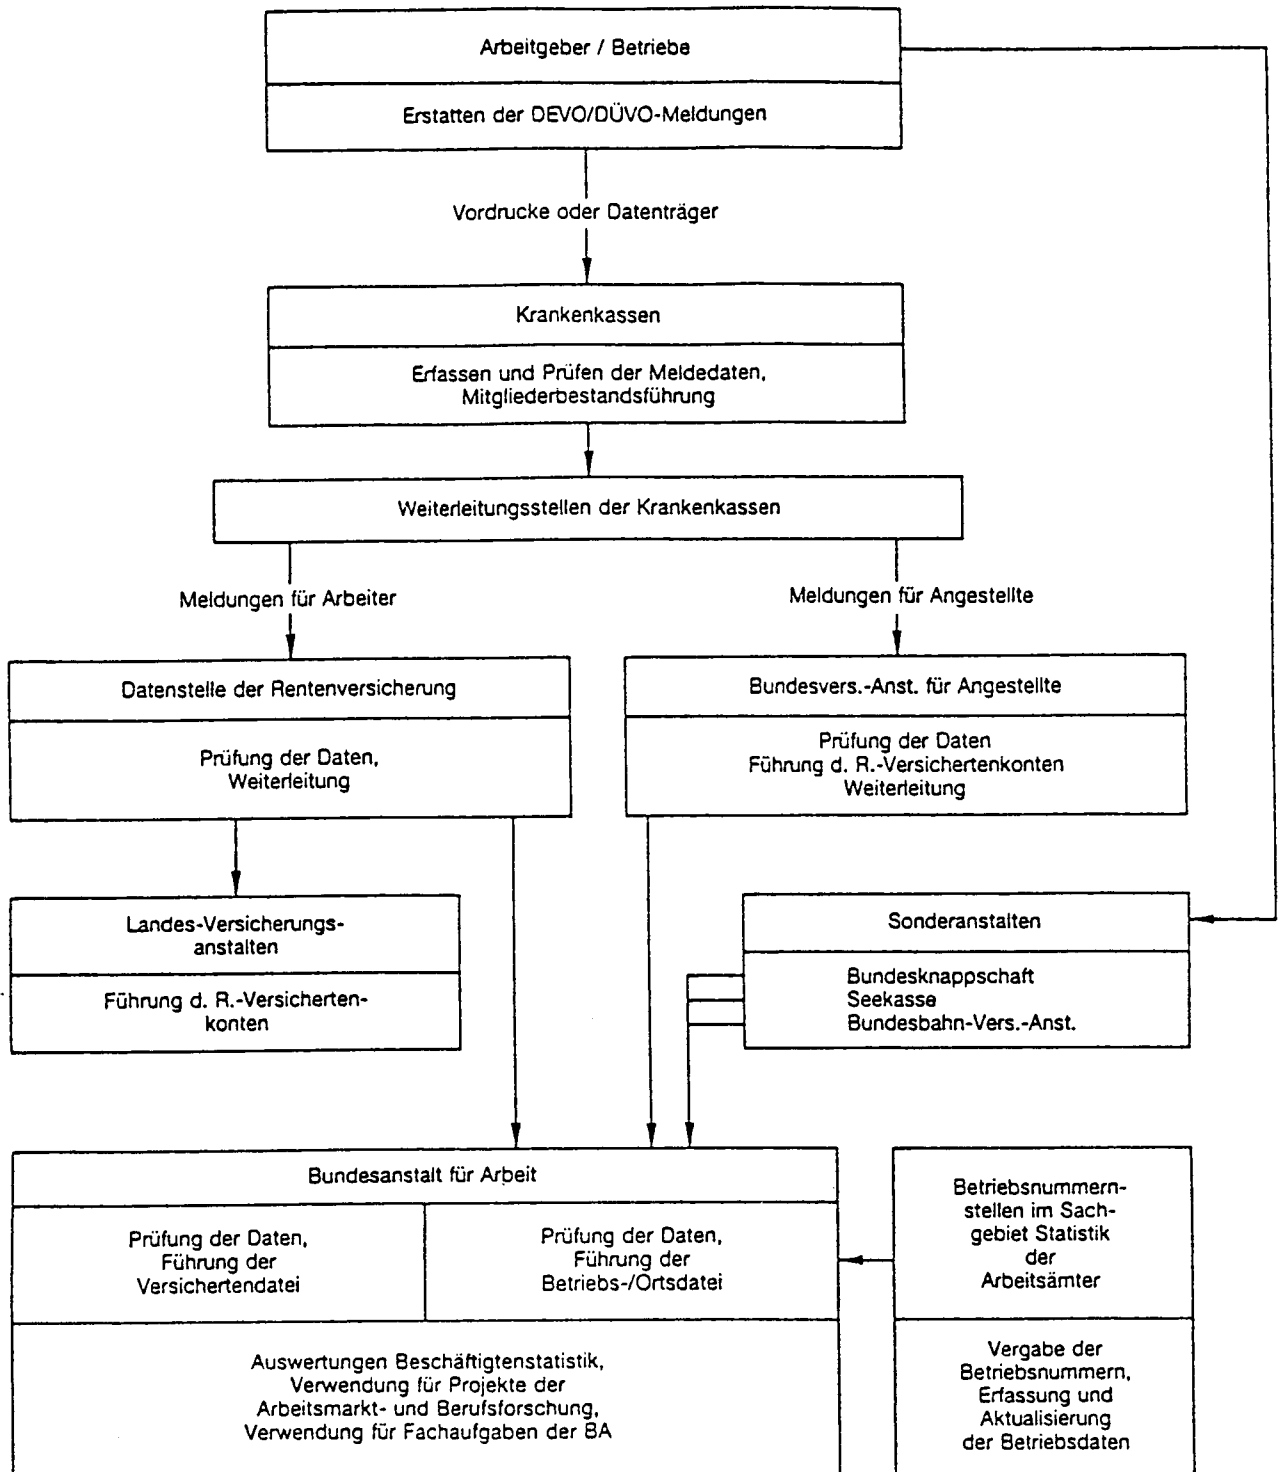 Arbeitgeber / Betriebe
Erstatten der DEVO/DÜVO-Meldungen
Vordrucke oder Datenträger
Krankenkassen
Erfassen und Prüfen der Meldedaten,
Mitgliederbestandsführung
Weiterleitungsstellen der Krankenkassen
Meldungen für Arbeiter
Meldungen für Angestellte
Datenstelle der Rentenversicherung
Prüfung der Daten,
Weiterleitung
Bundesvers.-Anst. für Angestellte
Prüfung der Daten
Führung d. R.-Versichertenkonten
Weiterleitung
Landes-Versicherungs-
anstalten
Führung d. R.-Versicherten-
konten
Sonderanstalten
Bundesknappschaft
Seekasse
Bundesbahn-Vers.-Anst.
Bundesanstalt für Arbeit
Prüfung der Daten,
Führung der
Versichertendatei
Prüfung der Daten,
Führung der
Betriebs-/Ortsdatei
Auswertungen Beschäftigtenstatistik,
Verwendung für Projekte der
Arbeitsmarkt- und Berufsforschung,
Verwendung für Fachaufgaben der BA
Betriebsnummern-
stellen im Sach-
gebiet Statistik
der
Arbeitsämter
Vergabe der
Betriebsnummern,
Erfassung und
Aktualisierung
der Betriebsdaten